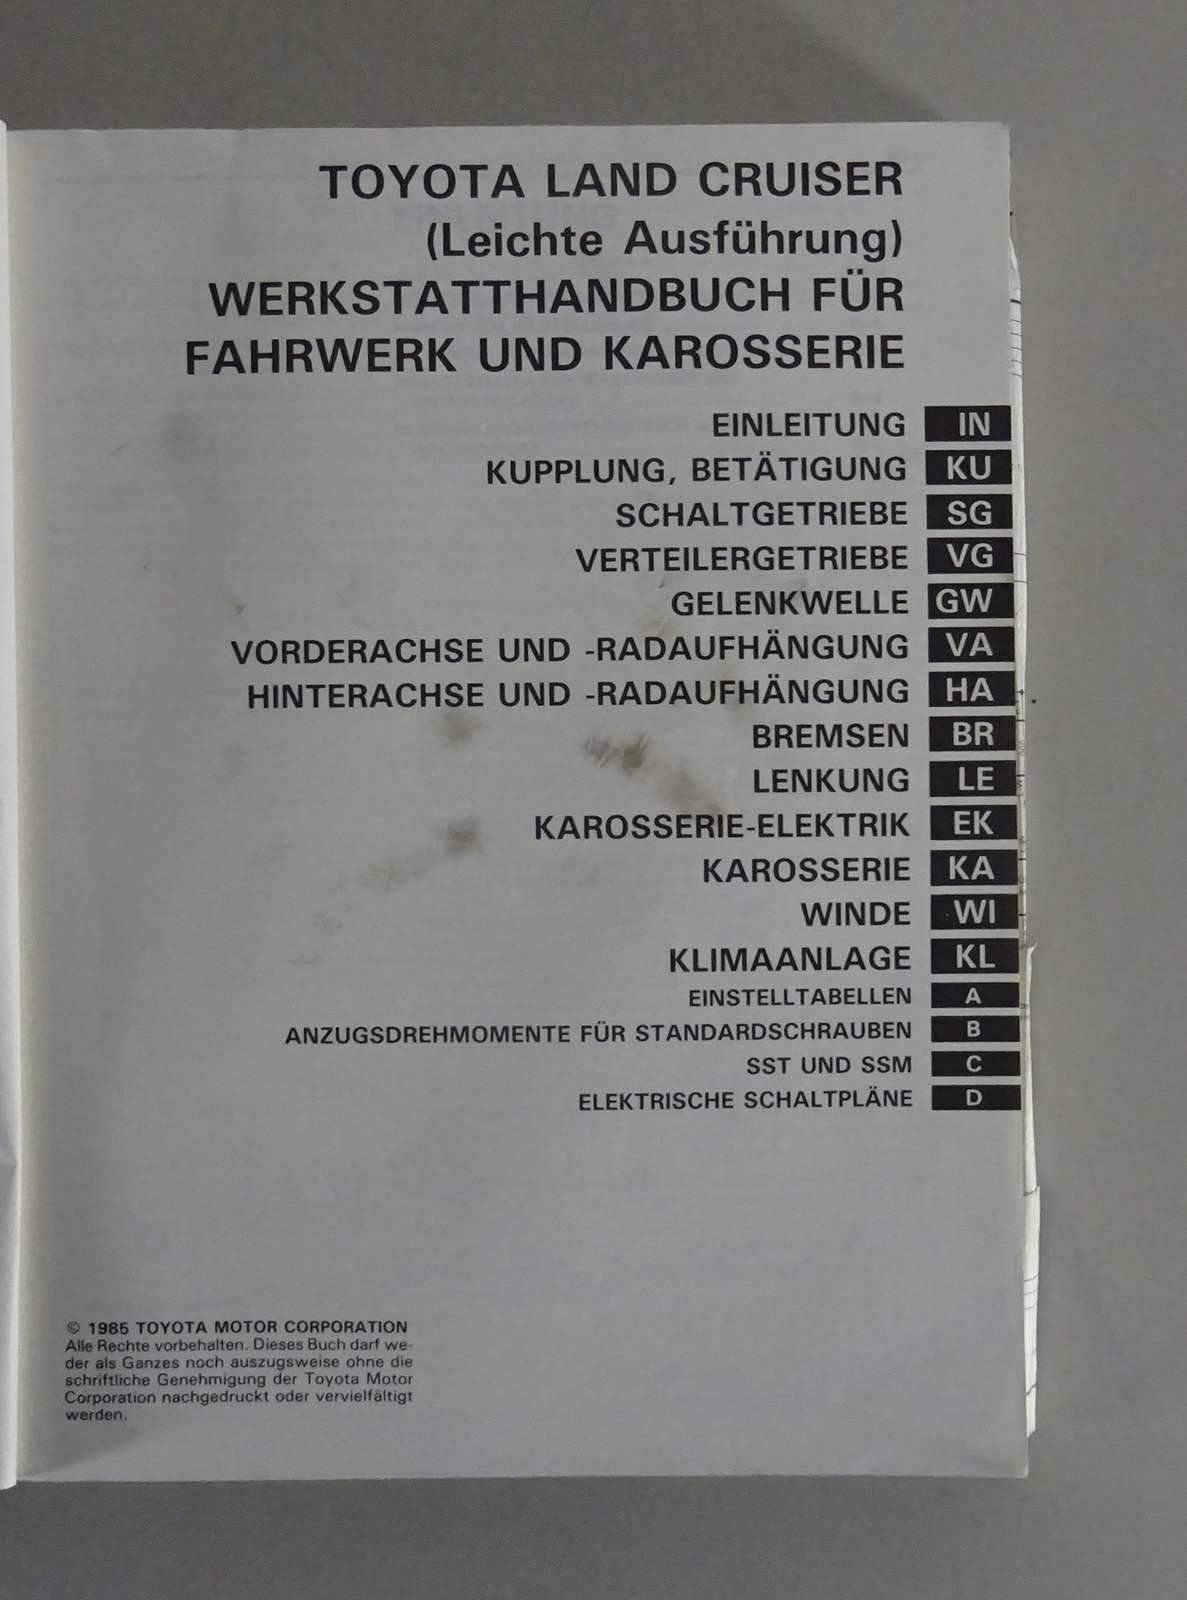 TOYOTA LAND CRUISER
(Leichte Ausführung)
WERKSTATTHANDBUCH FÜR
FAHRWERK UND KAROSSERIE
EINLEITUNG IN
KUPPLUNG, BETÄTIGUNG KU
SCHALTGETRIEBE SG
VERTEILERGETRIEBE VG
GELENKWELLE GW
VORDERACHSE UND -RADAUFHÄNGUNG VA
HINTERACHSE UND -RADAUFHÄNGUNG HA
BREMSEN BR
LENKUNG LE
KAROSSERIE-ELEKTRIK EK
KAROSSERIE KA
WINDE WI
KLIMAANLAGE KL
EINSTELLTABELLEN A
ANZUGSDREHMOMENTE FÜR STANDARDSCHRAUBEN B
SST UND SSM C
ELEKTRISCHE SCHALTPLÄNE D
© 1985 TOYOTA MOTOR CORPORATION
Alle Rechte vorbehalten. Dieses Buch darf we-
der als Ganzes noch auszugsweise ohne die
schriftliche Genehmigung der Toyota Motor
Corporation nachgedruckt oder vervielfältigt
werden.